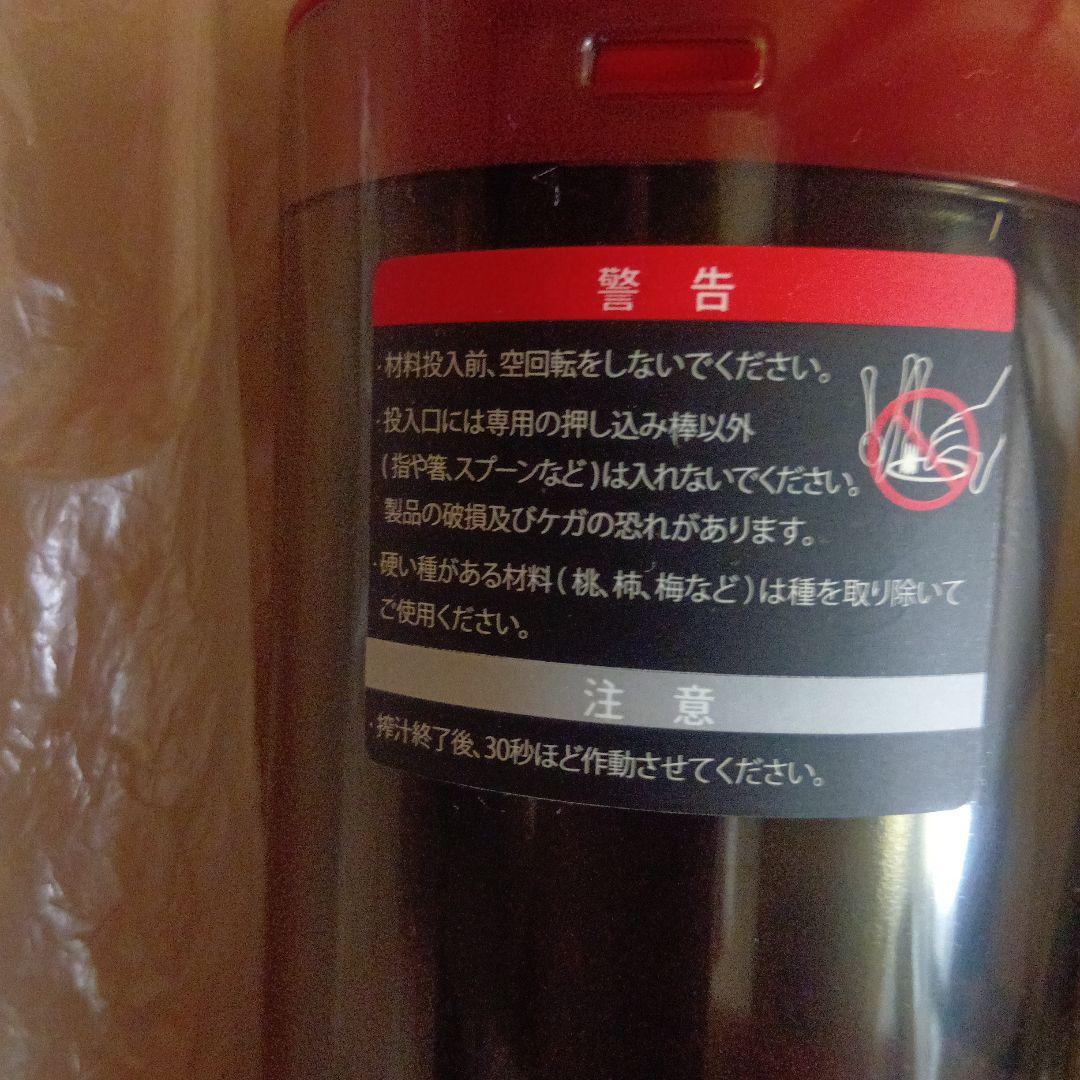 警 告
・材料投入前、空回転をしないでください。
・投入口には専用の押し込み棒以外
(指や箸、スプーンなど)は入れないでください。
製品の破損及びケガの恐れがあります。
・硬い種がある材料(桃、柿、梅など)は種を取り除いて
ご使用ください。
注 意
・搾汁終了後、30秒ほど作動させてください。